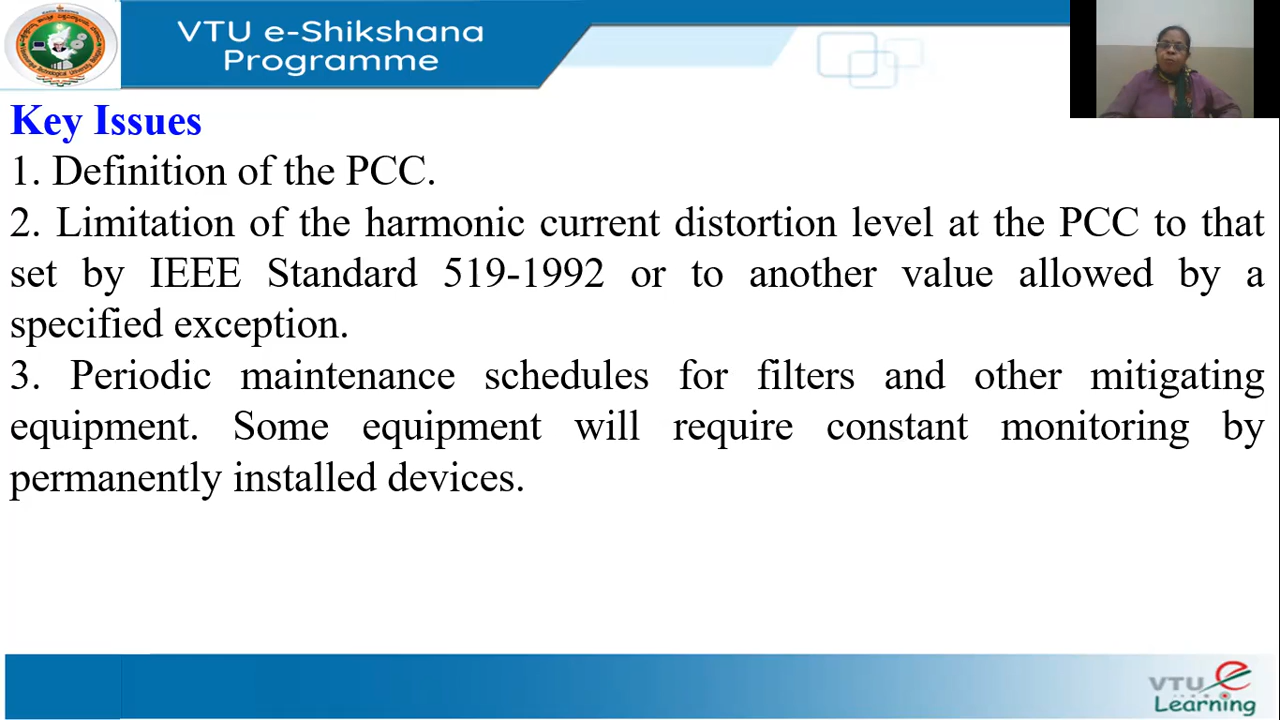 VTU e-Shikshana
Programme
Key Issues
1. Definition of the PCC.
2. Limitation of the harmonic current distortion level at the PCC to that
set by IEEE Standard 519-1992 or to another value allowed by a
specified exception.
3. Periodic maintenance schedules for filters and other mitigating
equipment. Some equipment will require constant monitoring by
permanently installed devices.
VTU e
Learning